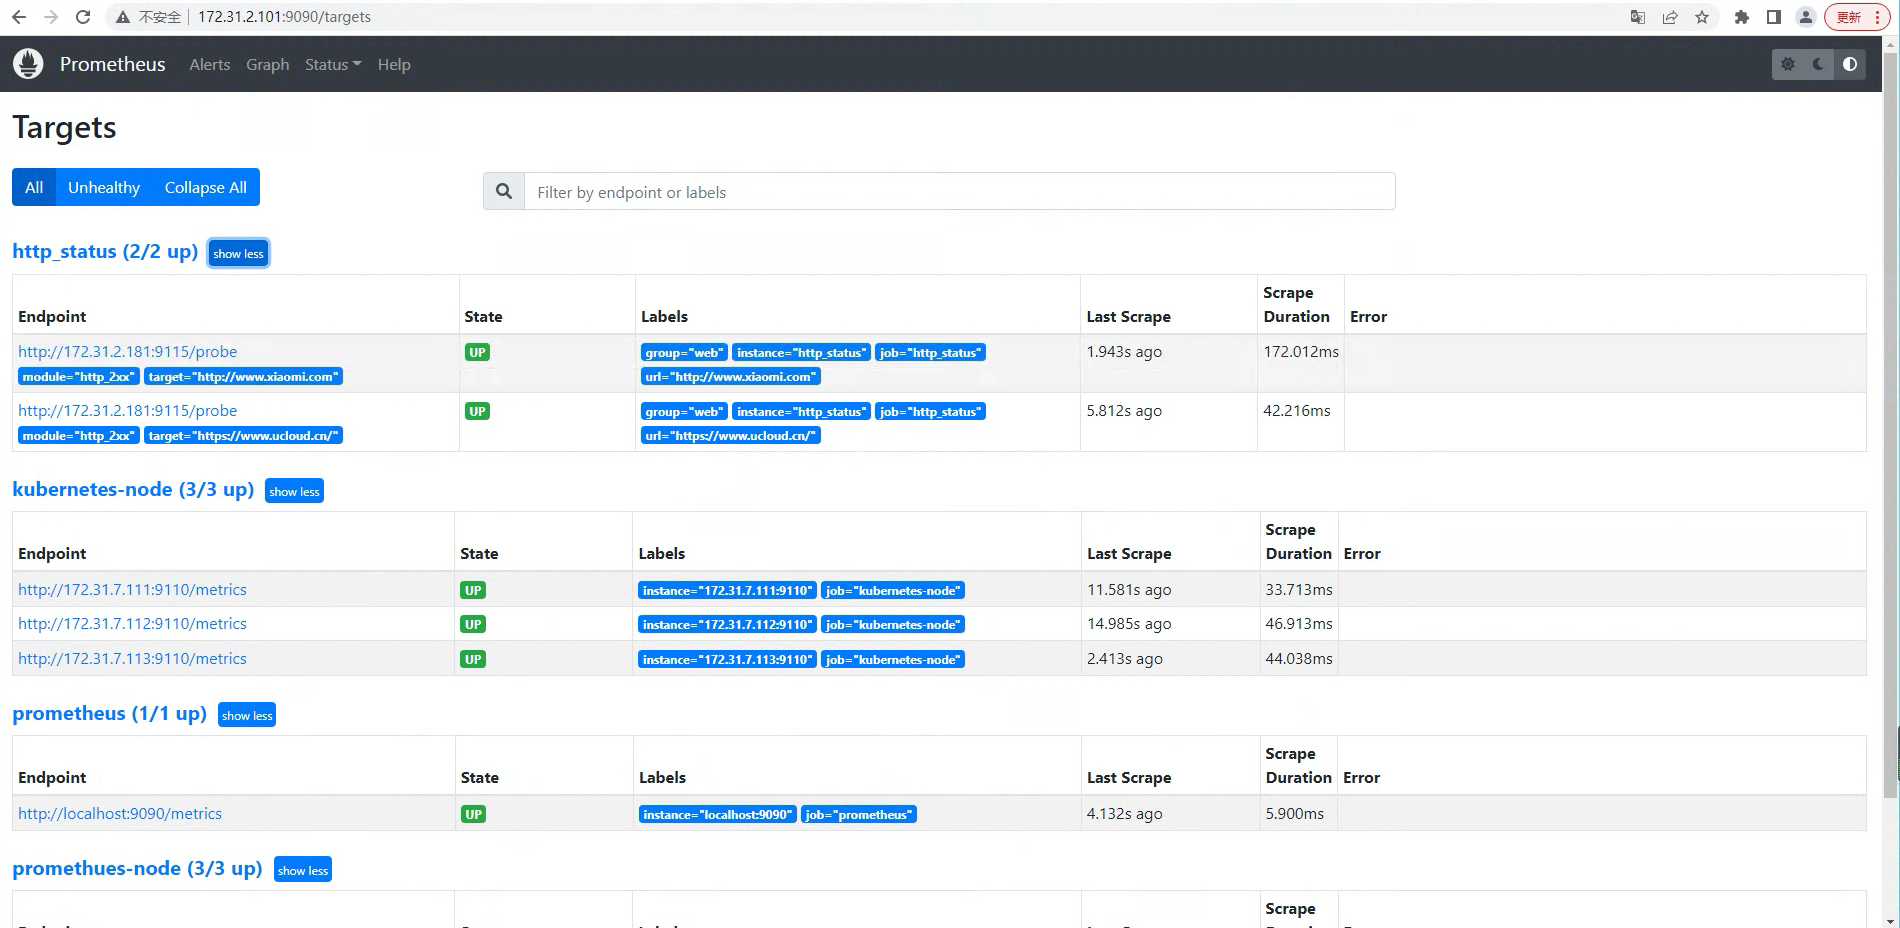 不安全 172.31.2.101:9090/targets 更新
Prometheus Alerts Graph Status Help
Targets
All Unhealthy Collapse All Filter by endpoint or labels
http_status (2/2 up) show less
Endpoint State Labels Last Scrape Scrape Duration Error
http://172.31.2.181:9115/probe UP group="web" instance="http_status" job="http_status" 1.943s ago 172.012ms
module="http_2xx" target="http://www.xiaomi.com" url="http://www.xiaomi.com"
http://172.31.2.181:9115/probe UP group="web" instance="http_status" job="http_status" 5.812s ago 42.216ms
module="http_2xx" target="https://www.ucloud.cn/" url="https://www.ucloud.cn/"
kubernetes-node (3/3 up) show less
Endpoint State Labels Last Scrape Scrape Duration Error
http://172.31.7.111:9110/metrics UP instance="172.31.7.111:9110" job="kubernetes-node" 11.581s ago 33.713ms
http://172.31.7.112:9110/metrics UP instance="172.31.7.112:9110" job="kubernetes-node" 14.985s ago 46.913ms
http://172.31.7.113:9110/metrics UP instance="172.31.7.113:9110" job="kubernetes-node" 2.413s ago 44.038ms
prometheus (1/1 up) show less
Endpoint State Labels Last Scrape Scrape Duration Error
http://localhost:9090/metrics UP instance="localhost:9090" job="prometheus" 4.132s ago 5.900ms
promethues-node (3/3 up) show less
Scrape